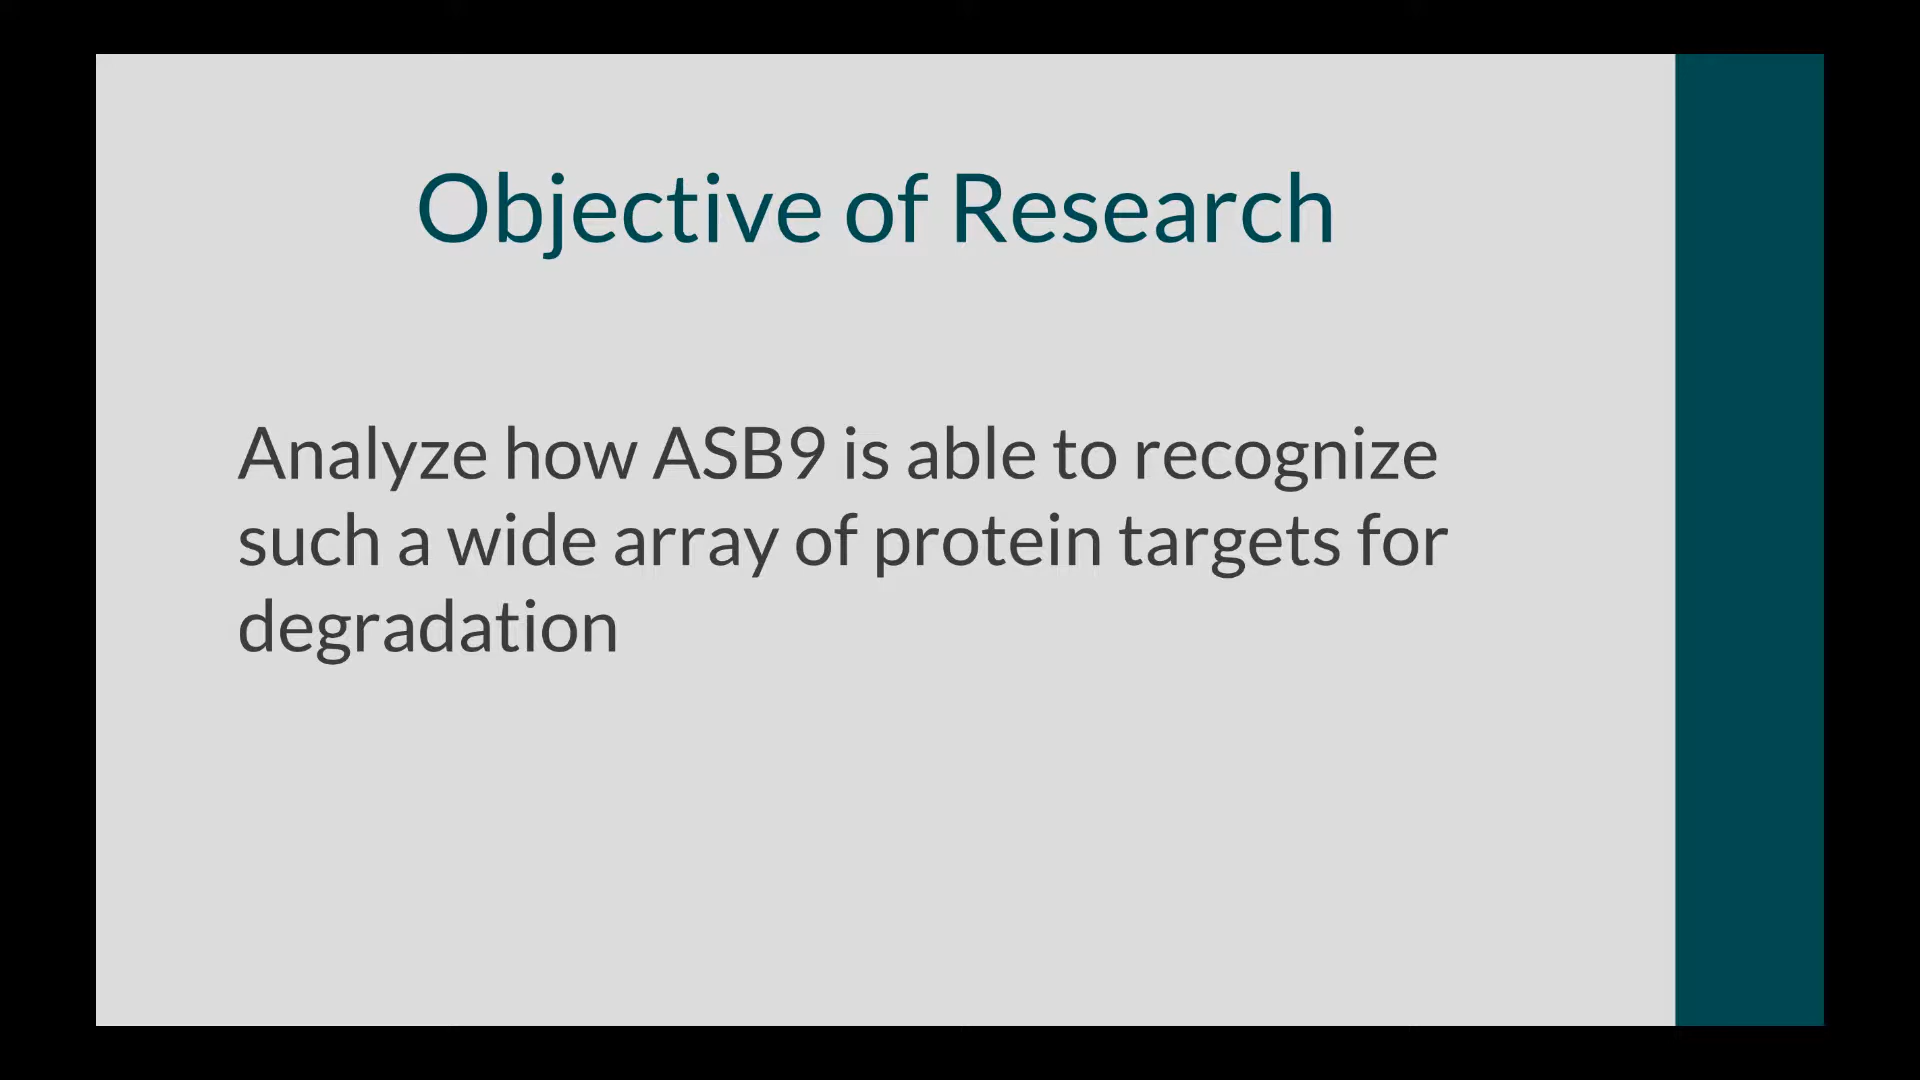 Objective of Research
Analyze how ASB9 is able to recognize
such a wide array of protein targets for
degradation